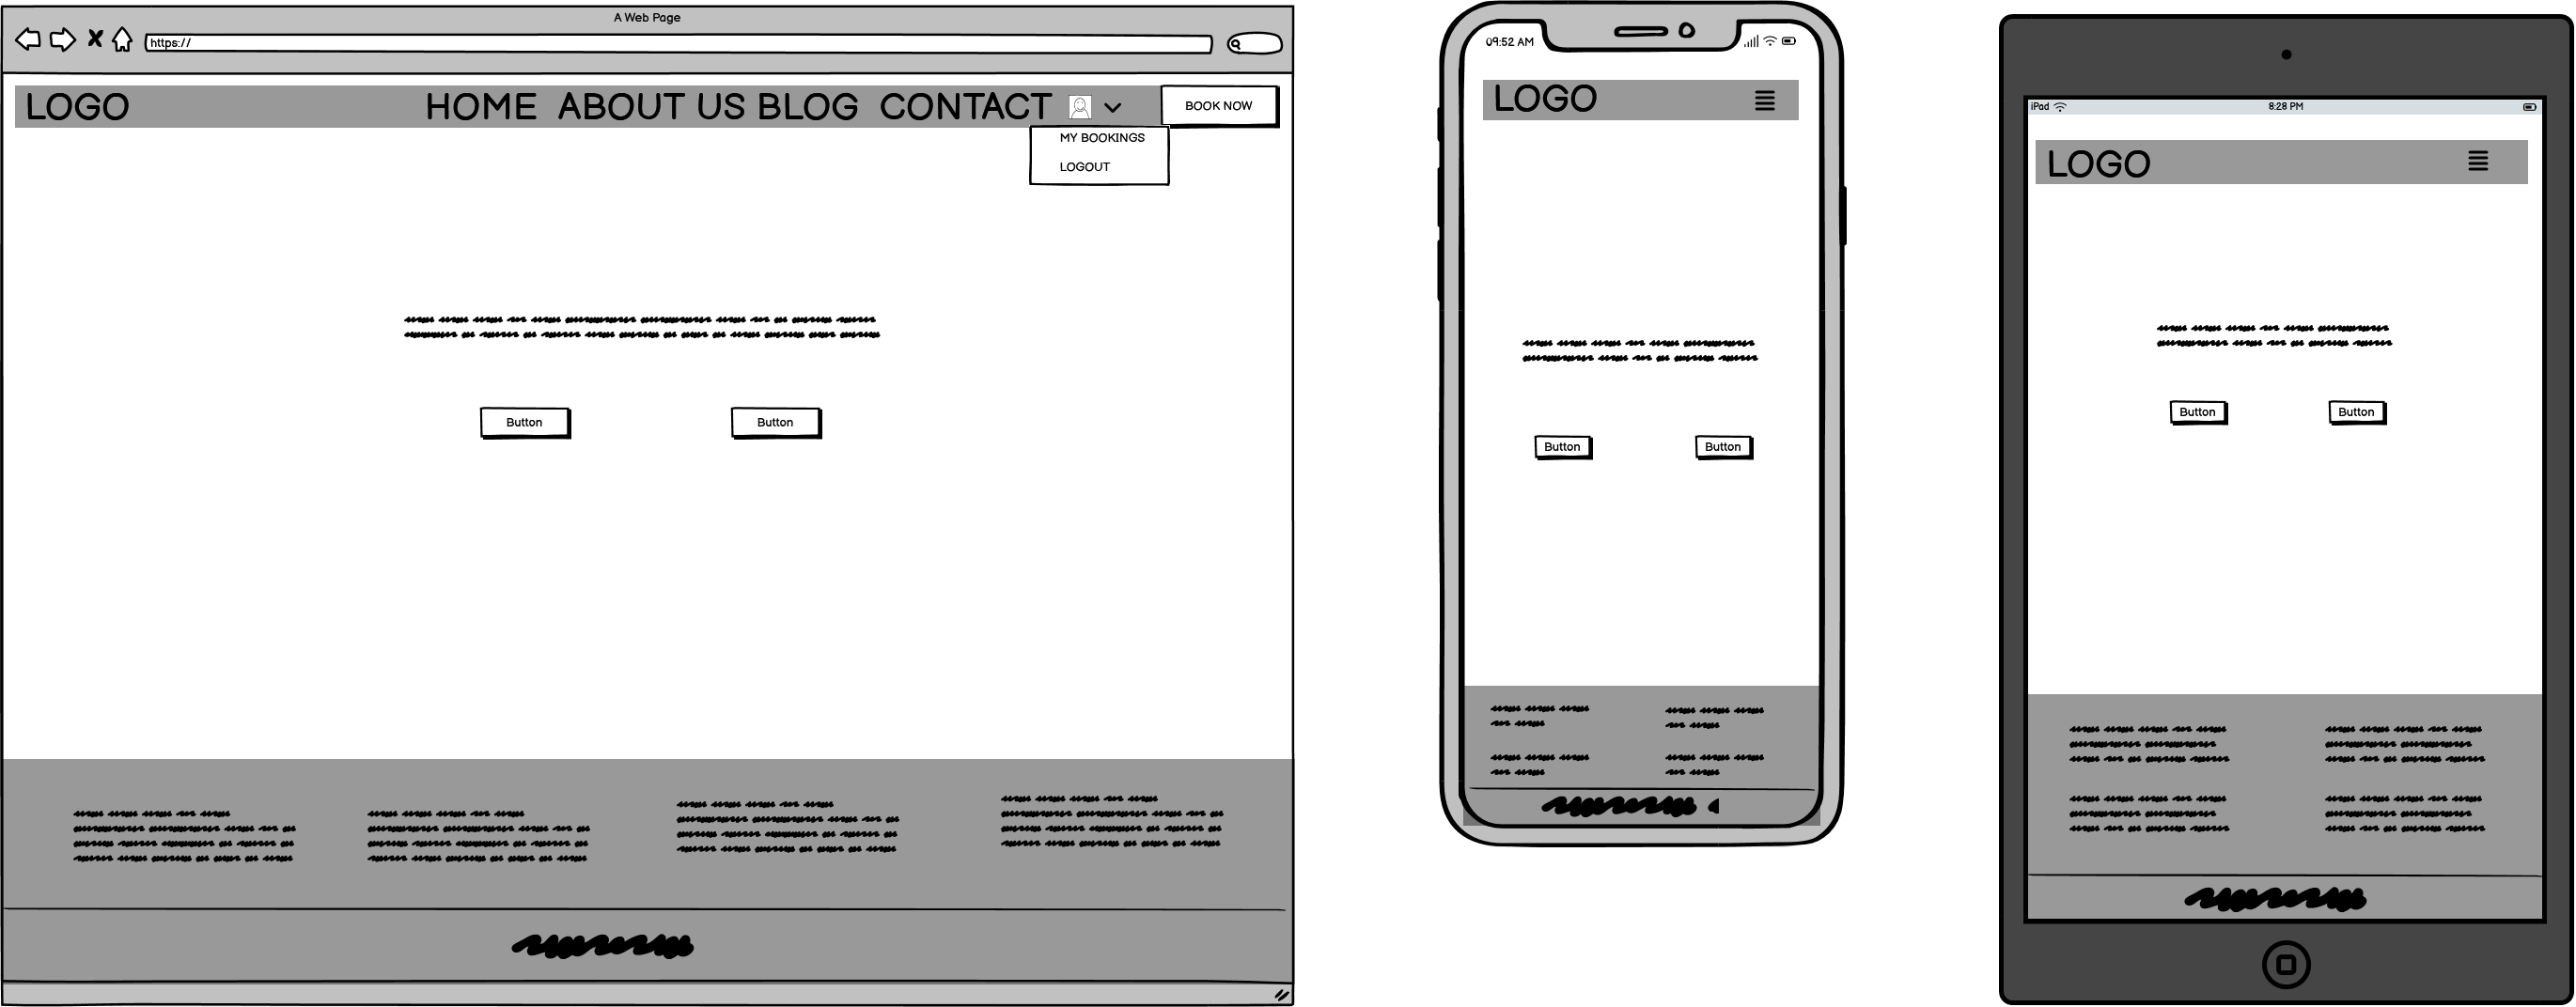 A Web Page
https://
LOGO
HOME ABOUT US BLOG CONTACT
BOOK NOW
MY BOOKINGS
LOGOUT
Button Button
09:52 AM
LOGO
Button Button
iPad
8:28 PM
LOGO
Button Button